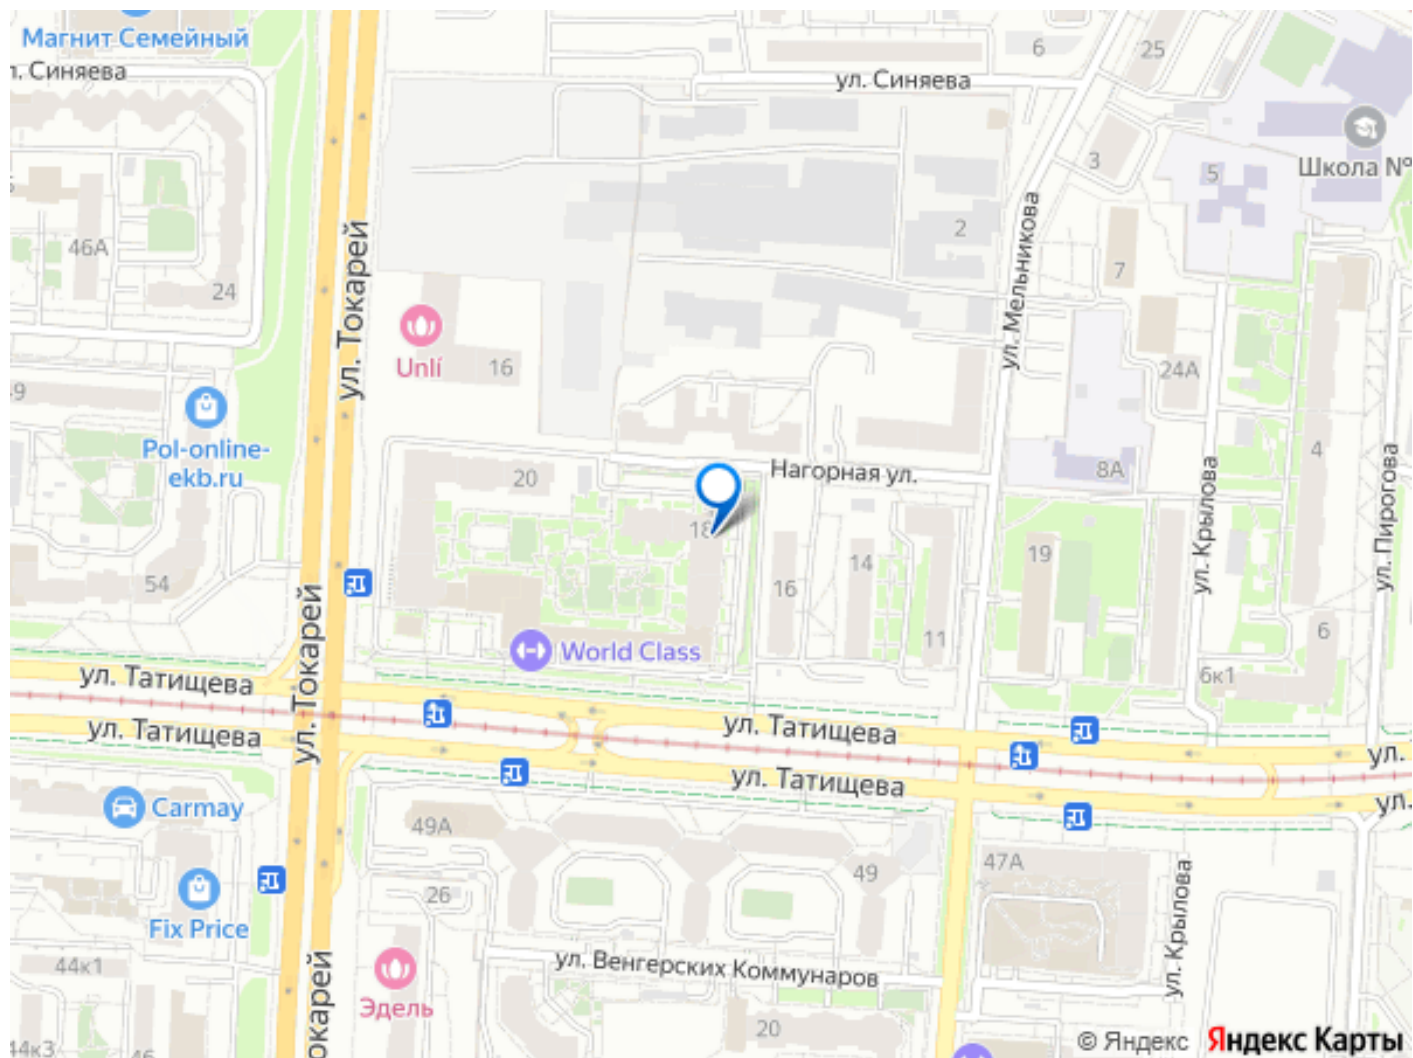 Магнит Семейный
л. Синяева
6
25
ул. Синяева
Школа №
3
5
46А
24
ул. Токарей
2
ул. Мельникова
7
Unlí
16
24А
Pol-online-
ekb.ru
4
20
Нагорная ул.
8А
ул. Крылова
ул. Пирогова
18
54
16
14
19
11
6
6к1
World Class
ул. Татищева
ул. Токарей
ул. Татищева
ул. Татищева
ул. Татищева
ул.
ул.
Carmay
49А
49
47А
26
Fix Price
ул. Крылова
44к1
ул. Венгерских Коммунаров
Эдель
окарей
20
44к3
46
© Яндекс Яндекс Карты